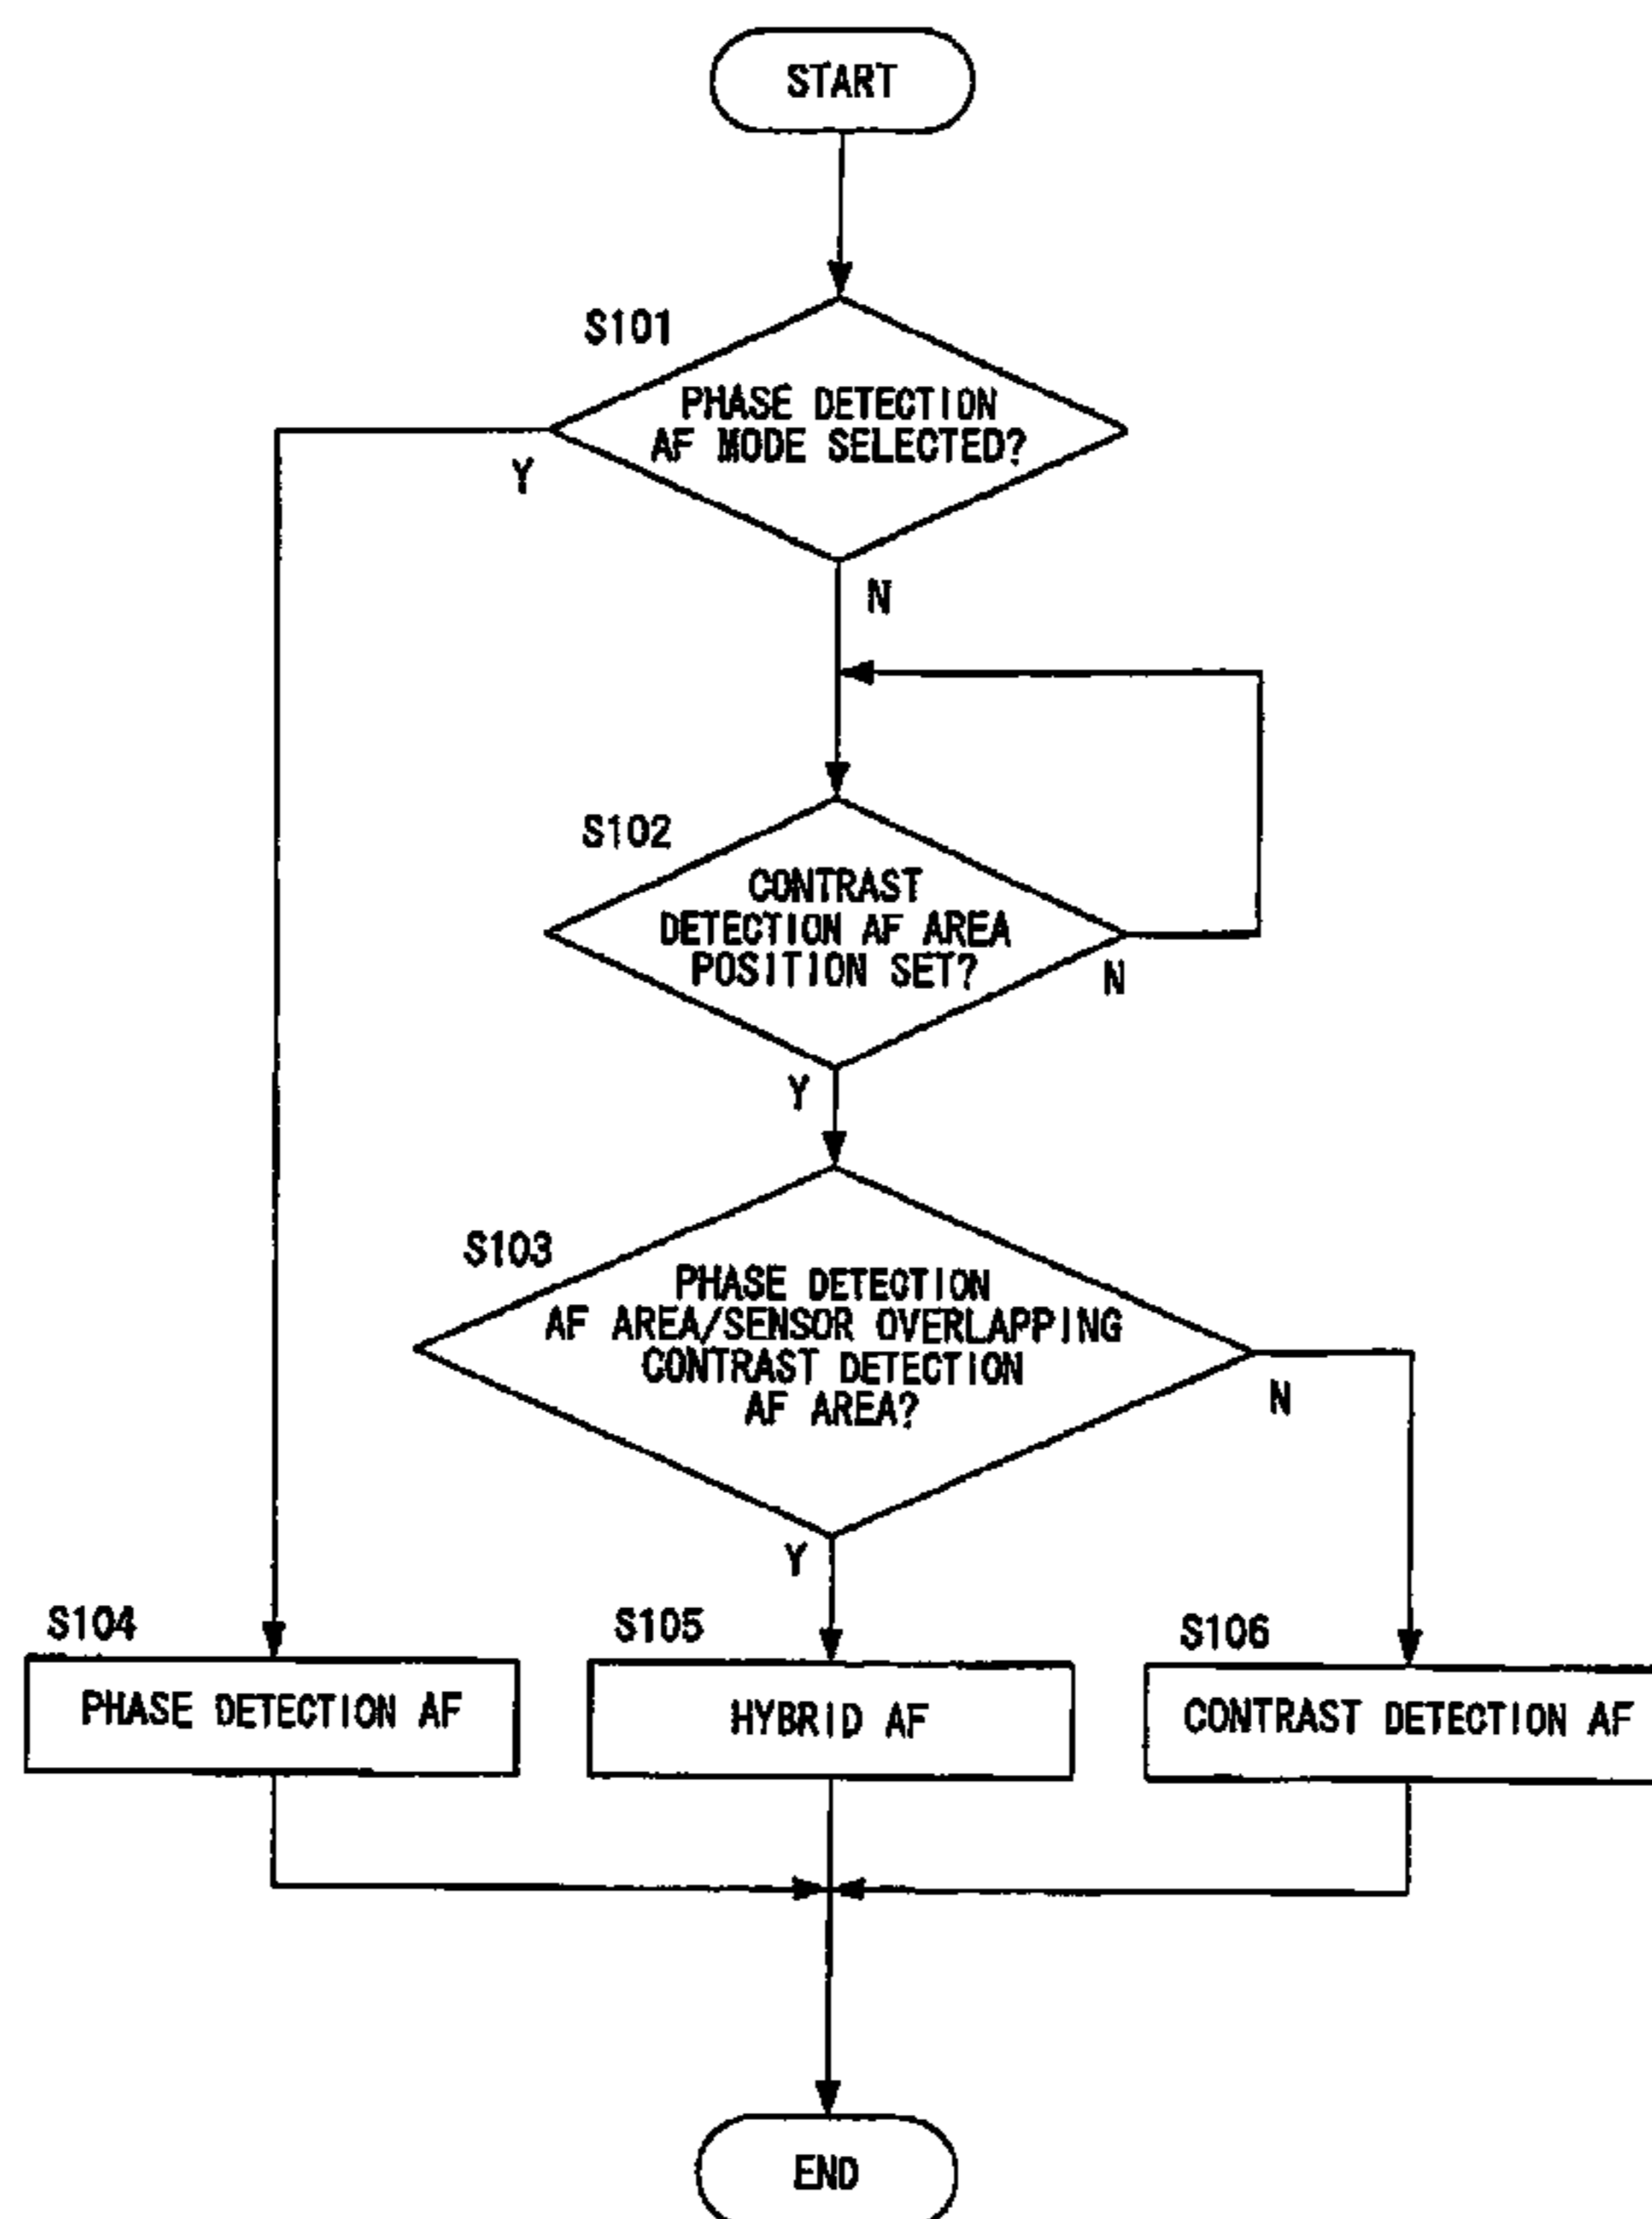 START
S101
PHASE DETECTION
AF MODE SELECTED?
Y
N
S102
CONTRAST
DETECTION AF AREA
POSITION SET?
N
Y
S103
PHASE DETECTION
AF AREA/SENSOR OVERLAPPING
CONTRAST DETECTION
AF AREA?
N
Y
S104
S105
S106
PHASE DETECTION AF
HYBRID AF
CONTRAST DETECTION AF
END